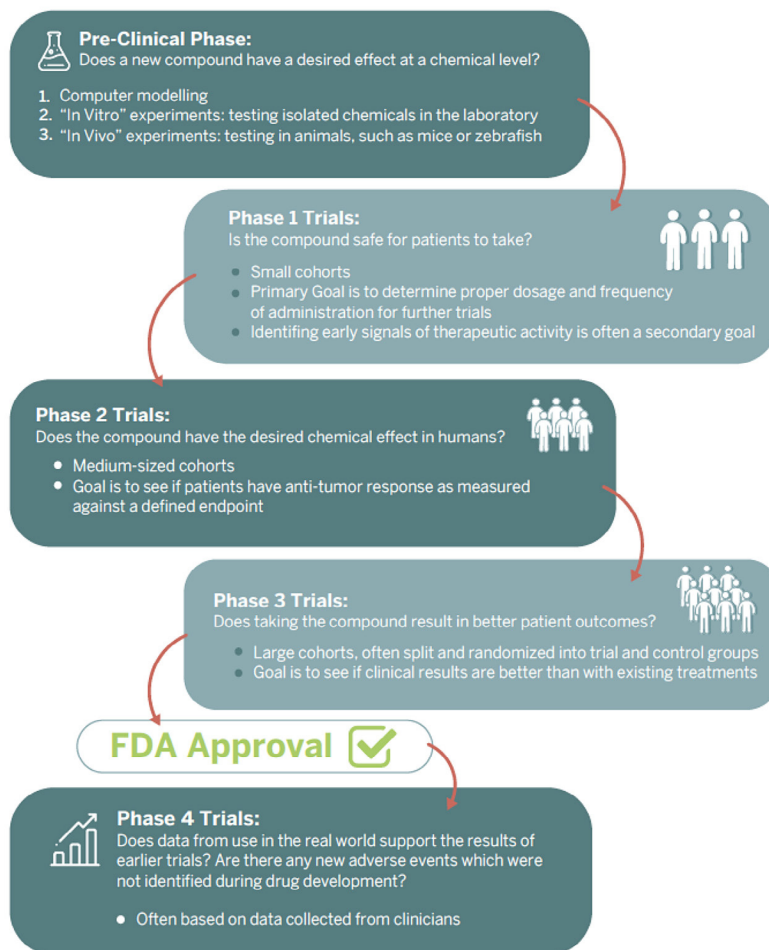 Pre-Clinical Phase:
Does a new compound have a desired effect at a chemical level?
1. Computer modelling
2. “In Vitro” experiments: testing isolated chemicals in the laboratory
3. “In Vivo” experiments: testing in animals, such as mice or zebrafish
Phase 1 Trials:
Is the compound safe for patients to take?
• Small cohorts
• Primary Goal is to determine proper dosage and frequency
of administration for further trials
• Identifing early signals of therapeutic activity is often a secondary goal
Phase 2 Trials:
Does the compound have the desired chemical effect in humans?
• Medium-sized cohorts
• Goal is to see if patients have anti-tumor response as measured
against a defined endpoint
Phase 3 Trials:
Does taking the compound result in better patient outcomes?
• Large cohorts, often split and randomized into trial and control groups
• Goal is to see if clinical results are better than with existing treatments
FDA Approval
Phase 4 Trials:
Does data from use in the real world support the results of
earlier trials? Are there any new adverse events which were
not identified during drug development?
• Often based on data collected from clinicians